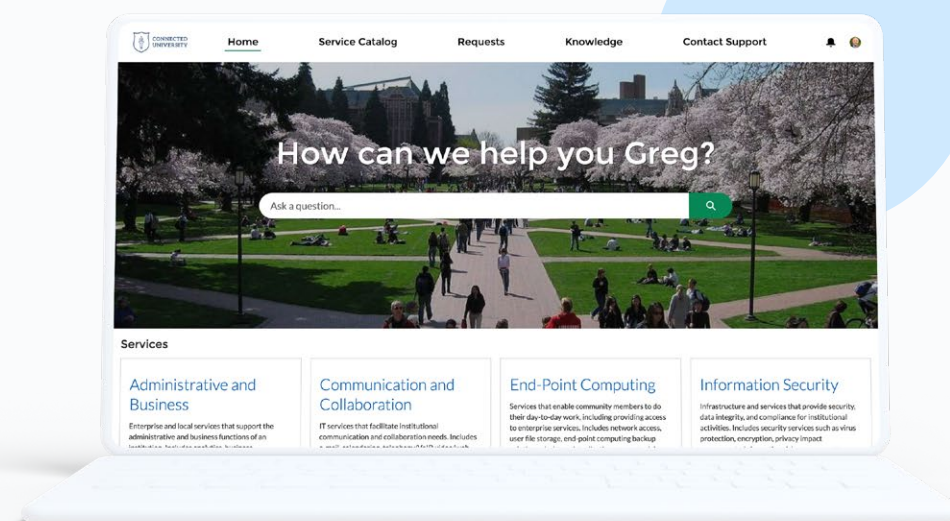 CONNECTED
UNIVERSITY
Home
Service Catalog
Requests
Knowledge
Contact Support
How can we help you Greg?
Ask a question...
Services
Administrative and
Business
Enterprise and local services that support the
administrative and business functions of an
Communication and
Collaboration
IT services that facilitate institutional
communication and collaboration needs. Includes
End-Point Computing
Services that enable community members to do
their day-to-day work, including providing access
to enterprise services. Includes network access,
user file storage, end-point computing backup
Information Security
Infrastructure and services that provide security,
data integrity, and compliance for institutional
activities. Includes security services such as virus
protection, encryption, privacy impact